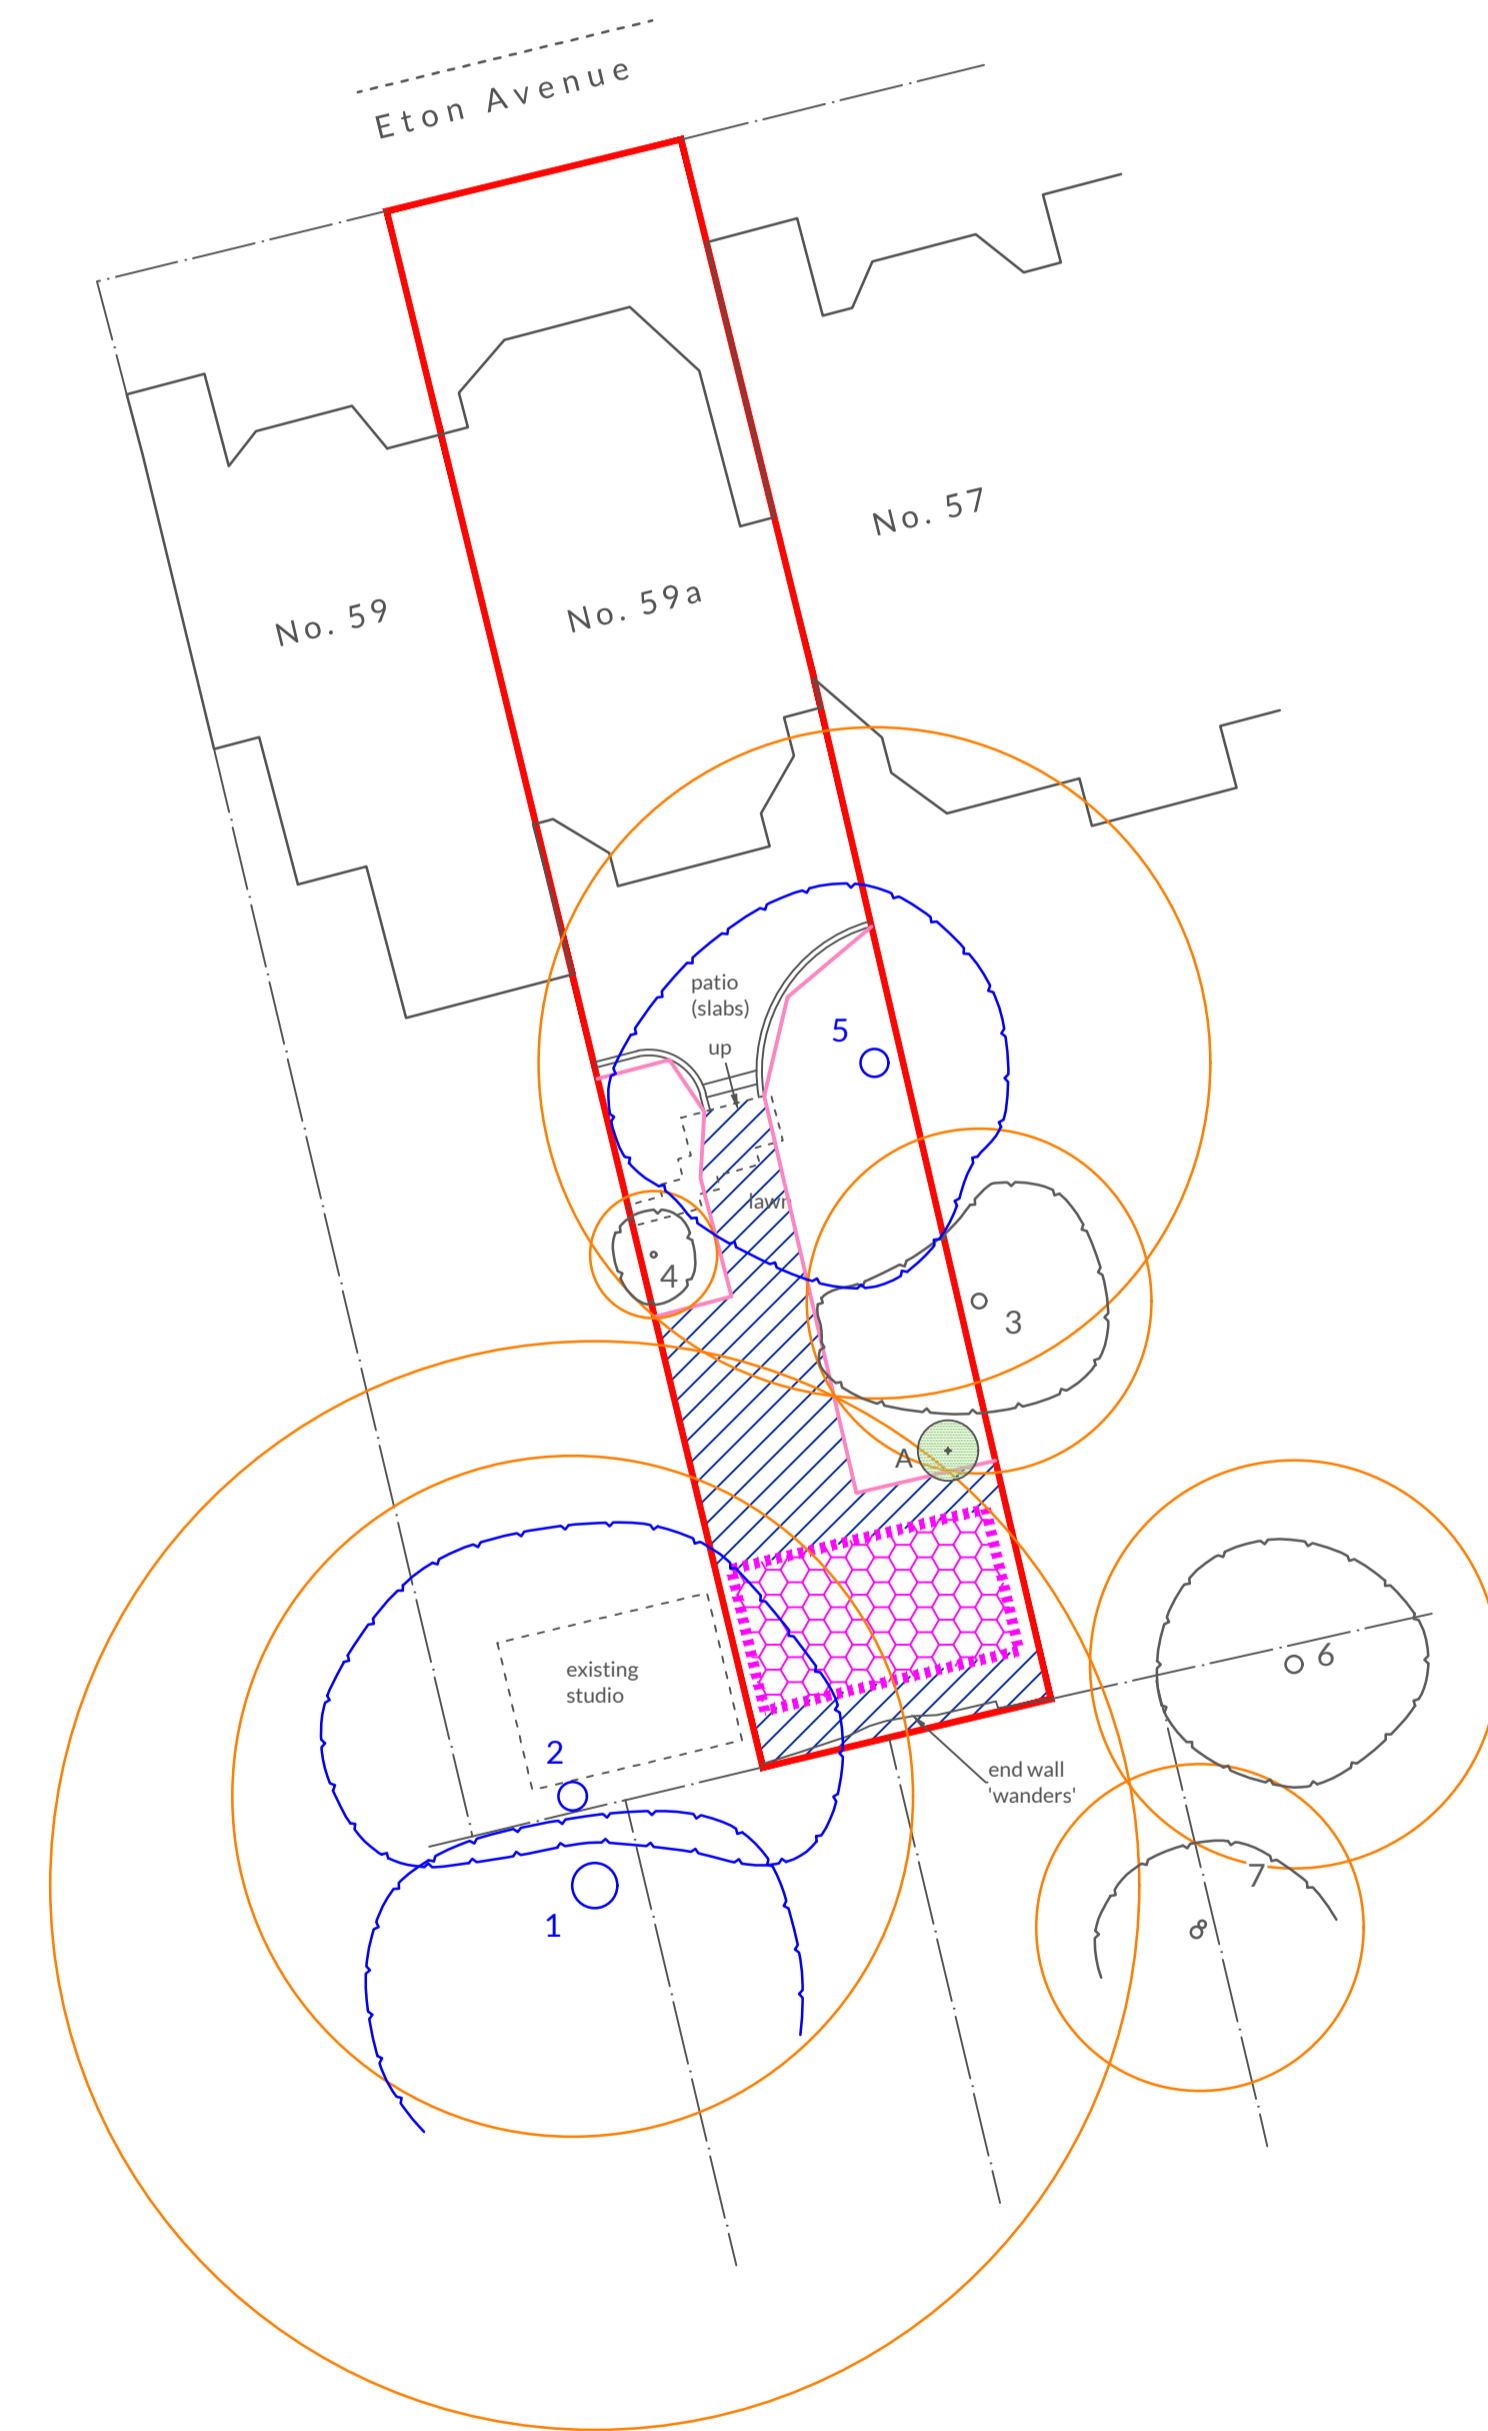 Eton Avenue
No. 57
No. 59a
No. 59
patio
(slabs)
5
up
lawn
4
3
A
6
existing
studio
2
end wall
'wanders'
7
1